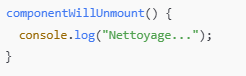 componentWillUnmount() {
  console.log("Nettoyage...");
}